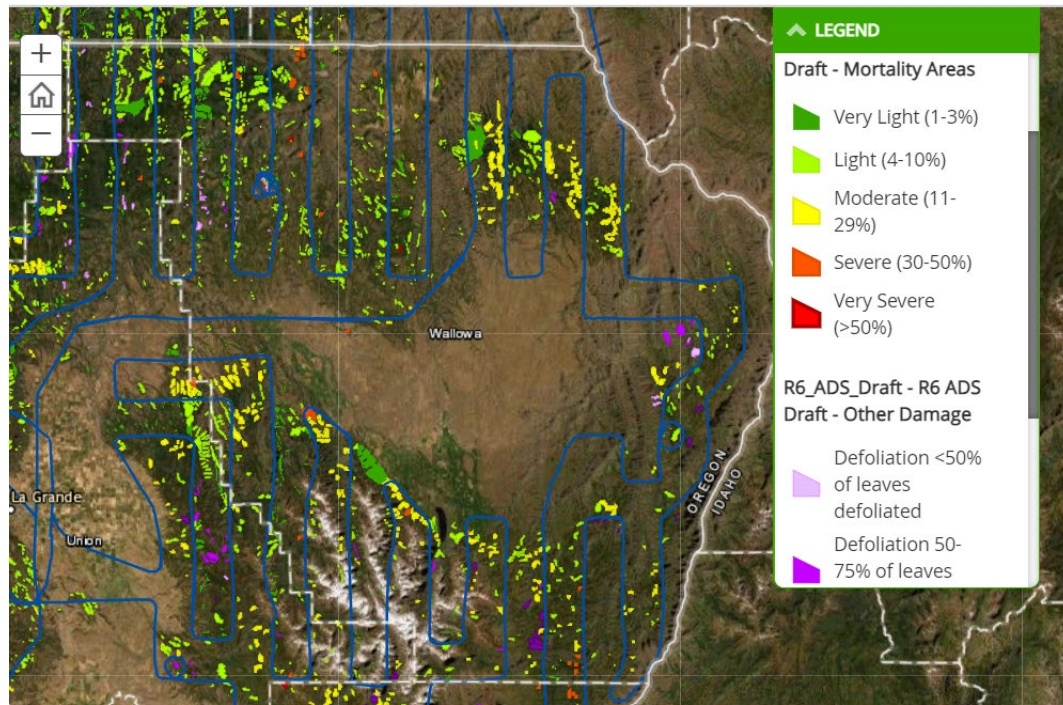 +
−
LEGEND
Draft - Mortality Areas
Very Light (1-3%)
Light (4-10%)
Moderate (11-
29%)
Severe (30-50%)
Very Severe
(>50%)
R6_ADS_Draft - R6 ADS
Draft - Other Damage
Defoliation <50%
of leaves
defoliated
Defoliation 50-
75% of leaves
Wallowa
OREGON
IDAHO
La Grande
Union